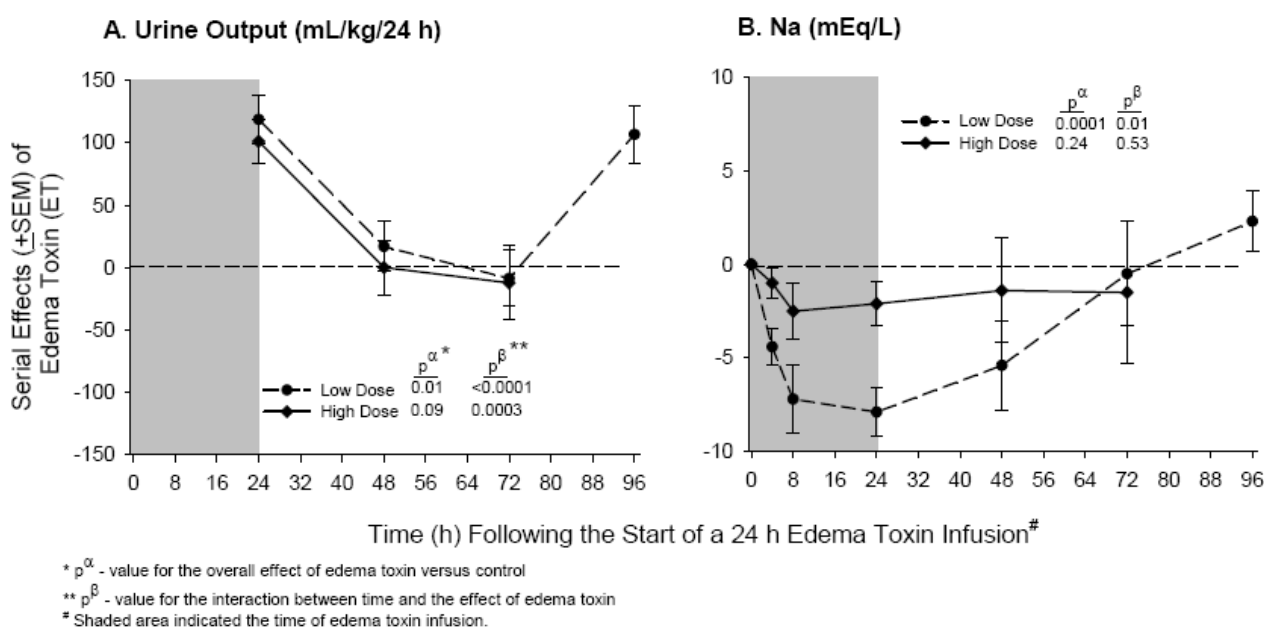 A. Urine Output (mL/kg/24 h)
150
100
50
0
-50
-100
-150
Serial Effects (±SEM) of
Edema Toxin (ET)
p^α* p^β**
Low Dose 0.01 <0.0001
High Dose 0.09 0.0003
0 8 16 24 32 40 48 56 64 72 80 88 96
B. Na (mEq/L)
10
5
0
-5
-10
p^α p^β
Low Dose 0.0001 0.01
High Dose 0.24 0.53
0 8 16 24 32 40 48 56 64 72 80 88 96
Time (h) Following the Start of a 24 h Edema Toxin Infusion#
* p^α - value for the overall effect of edema toxin versus control
** p^β - value for the interaction between time and the effect of edema toxin
# Shaded area indicated the time of edema toxin infusion.